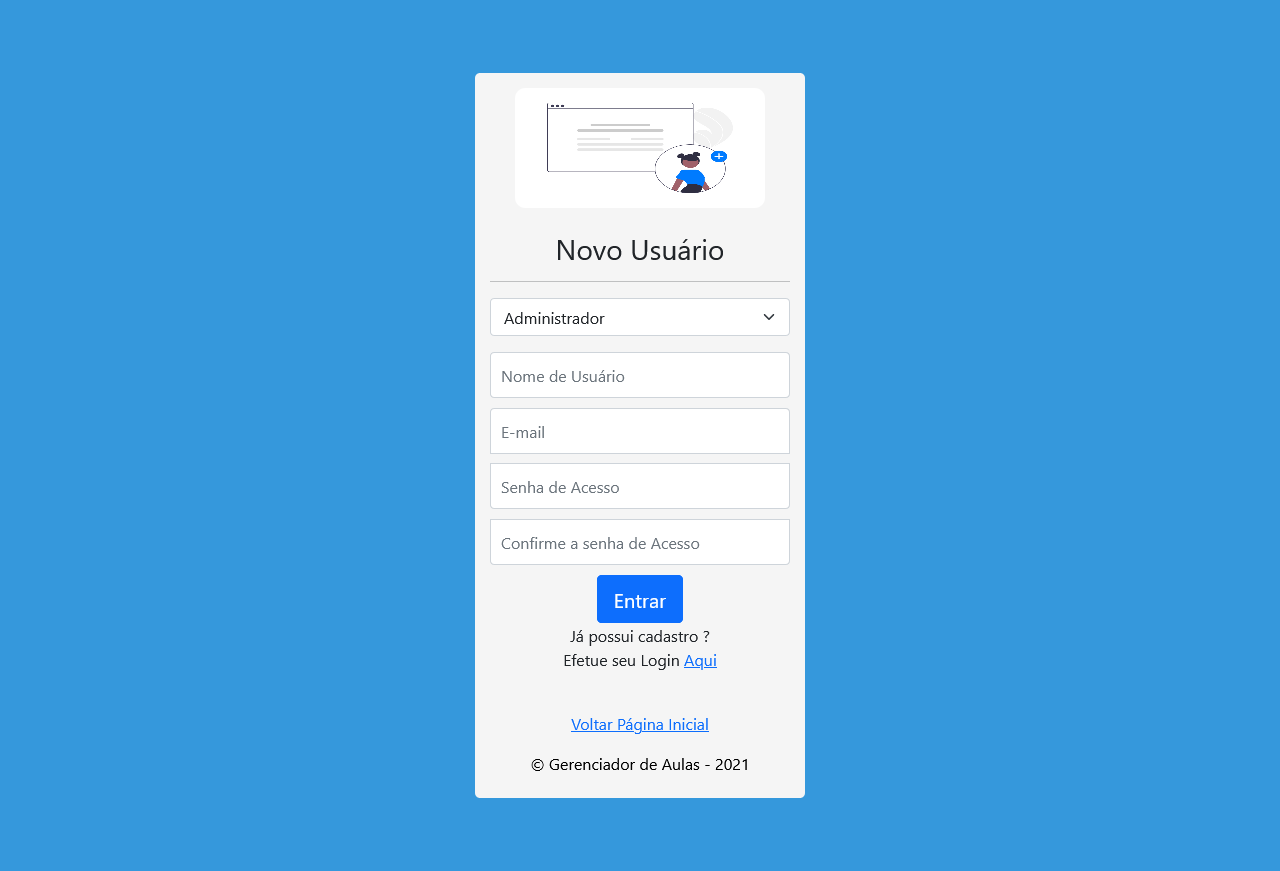 Novo Usuário
Administrador
Nome de Usuário
E-mail
Senha de Acesso
Confirme a senha de Acesso
Entrar
Já possui cadastro ?
Efetue seu Login Aqui
Voltar Página Inicial
© Gerenciador de Aulas - 2021